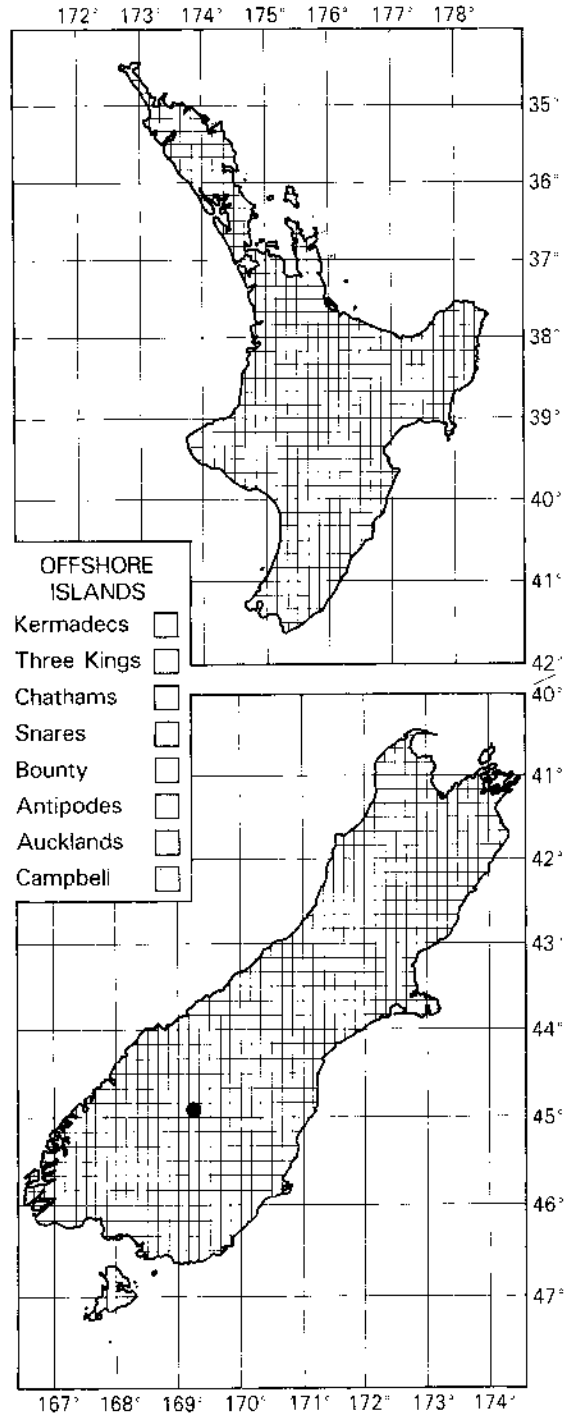 172° 173° 174° 175° 176° 177° 178°
35°
36°
37°
38°
39°
40°
41°
42°
OFFSHORE
ISLANDS
Kermadecs
Three Kings
Chathams
Snares
Bounty
Antipodes
Aucklands
Campbell
40°
41°
42°
43°
44°
45°
46°
47°
167° 168° 169° 170° 171° 172° 173° 174°